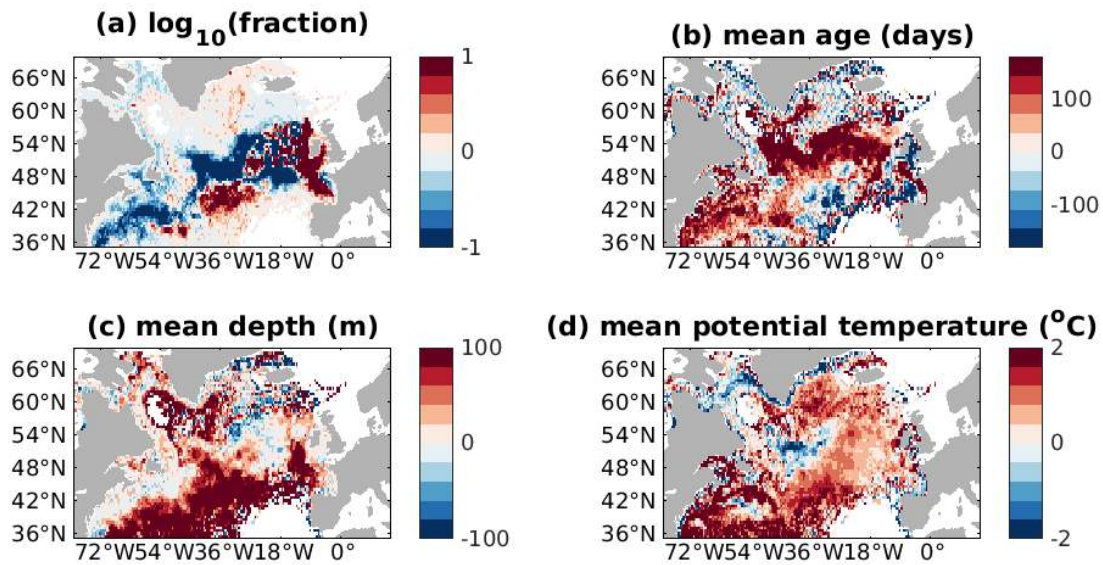 (a) log10(fraction)
66°N
60°N
54°N
48°N
42°N
36°N
72°W54°W36°W18°W 0°
1
0
-1
(b) mean age (days)
66°N
60°N
54°N
48°N
42°N
36°N
72°W54°W36°W18°W 0°
100
0
-100
(c) mean depth (m)
66°N
60°N
54°N
48°N
42°N
36°N
72°W54°W36°W18°W 0°
100
0
-100
(d) mean potential temperature (°C)
66°N
60°N
54°N
48°N
42°N
36°N
72°W54°W36°W18°W 0°
2
0
-2